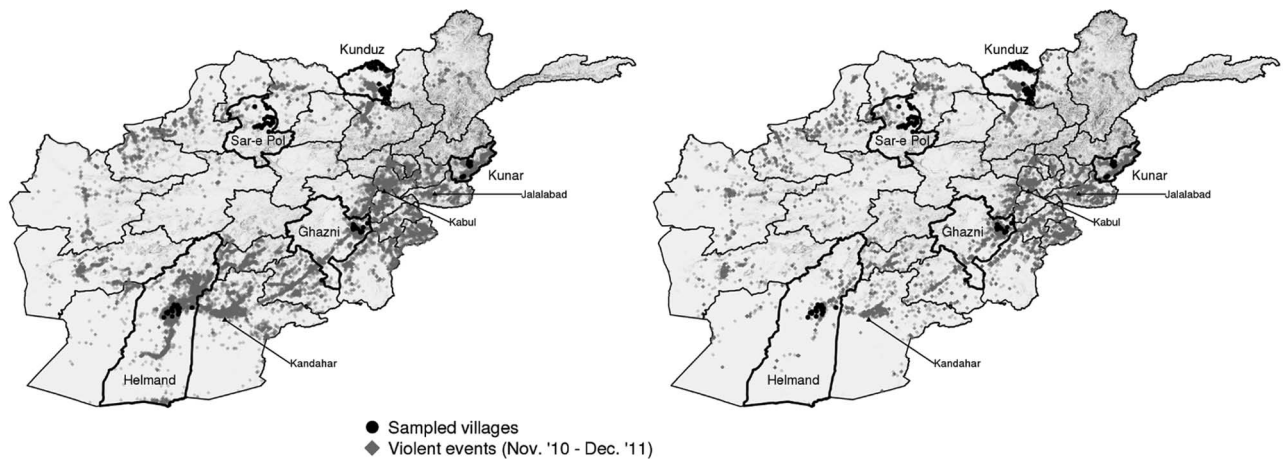 Kunduz
Sar-e Pol
Kunar
Jalalabad
Kabul
Ghazni
Kandahar
Helmand
Kunduz
Sar-e Pol
Kunar
Jalalabad
Kabul
Ghazni
Kandahar
Helmand
Sampled villages
Violent events (Nov. '10 - Dec. '11)